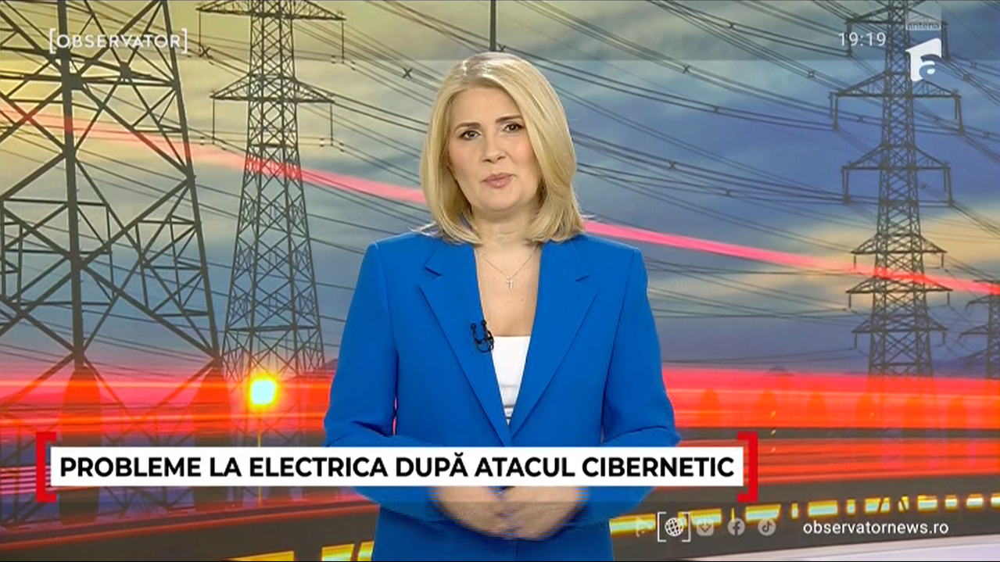 [OBSERVATOR]
19:19
PROBLEME LA ELECTRICA DUPĂ ATACUL CIBERNETIC
observatornews.ro